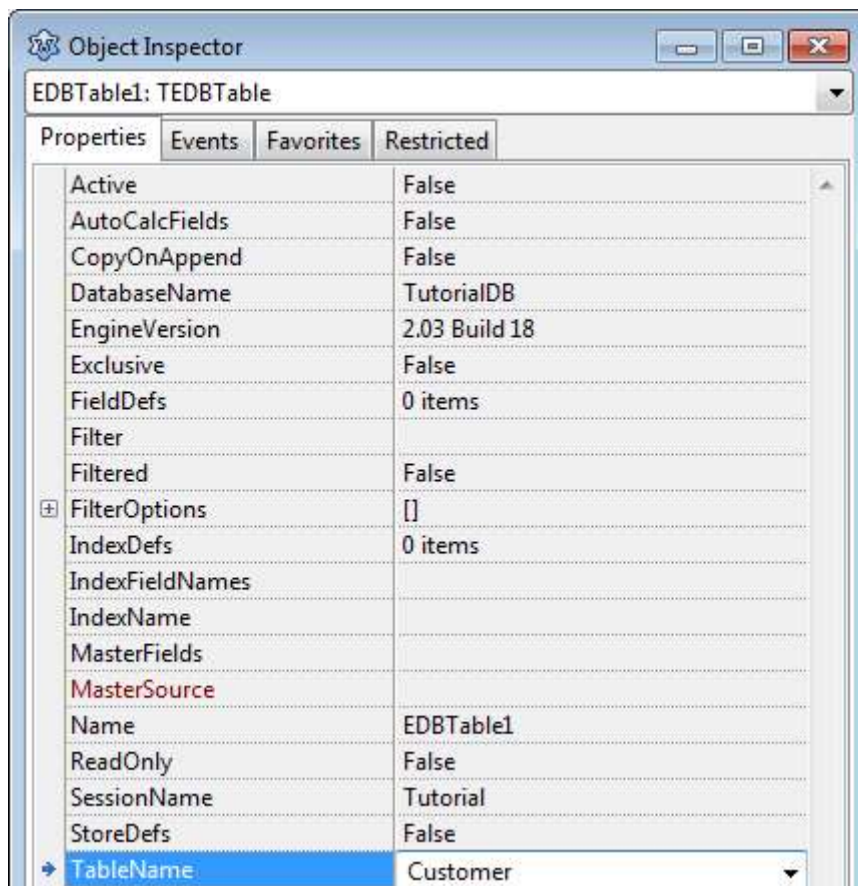 Object Inspector
EDBTable1: TEDBTable
Properties Events Favorites Restricted
Active False
AutoCalcFields False
CopyOnAppend False
DatabaseName TutorialDB
EngineVersion 2.03 Build 18
Exclusive False
FieldDefs 0 items
Filter
Filtered False
FilterOptions []
IndexDefs 0 items
IndexFieldNames
IndexName
MasterFields
MasterSource
Name EDBTable1
ReadOnly False
SessionName Tutorial
StoreDefs False
TableName Customer